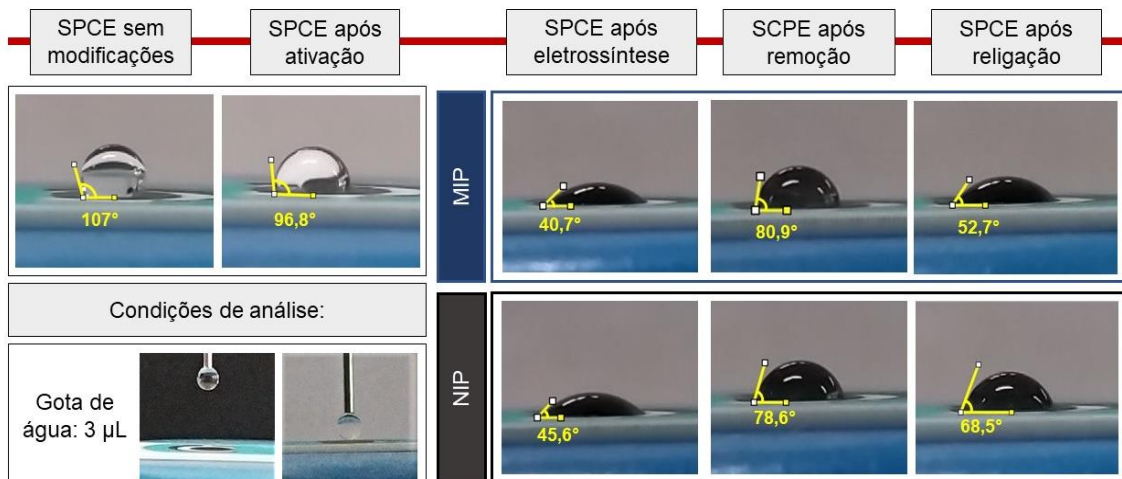 SPCE sem
modificações
SPCE após
ativação
SPCE após
eletrossíntese
SCPE após
remoção
SPCE após
religação
107°
96,8°
MIP
40,7°
80,9°
52,7°
Condições de análise:
Gota de
água: 3 µL
NIP
45,6°
78,6°
68,5°